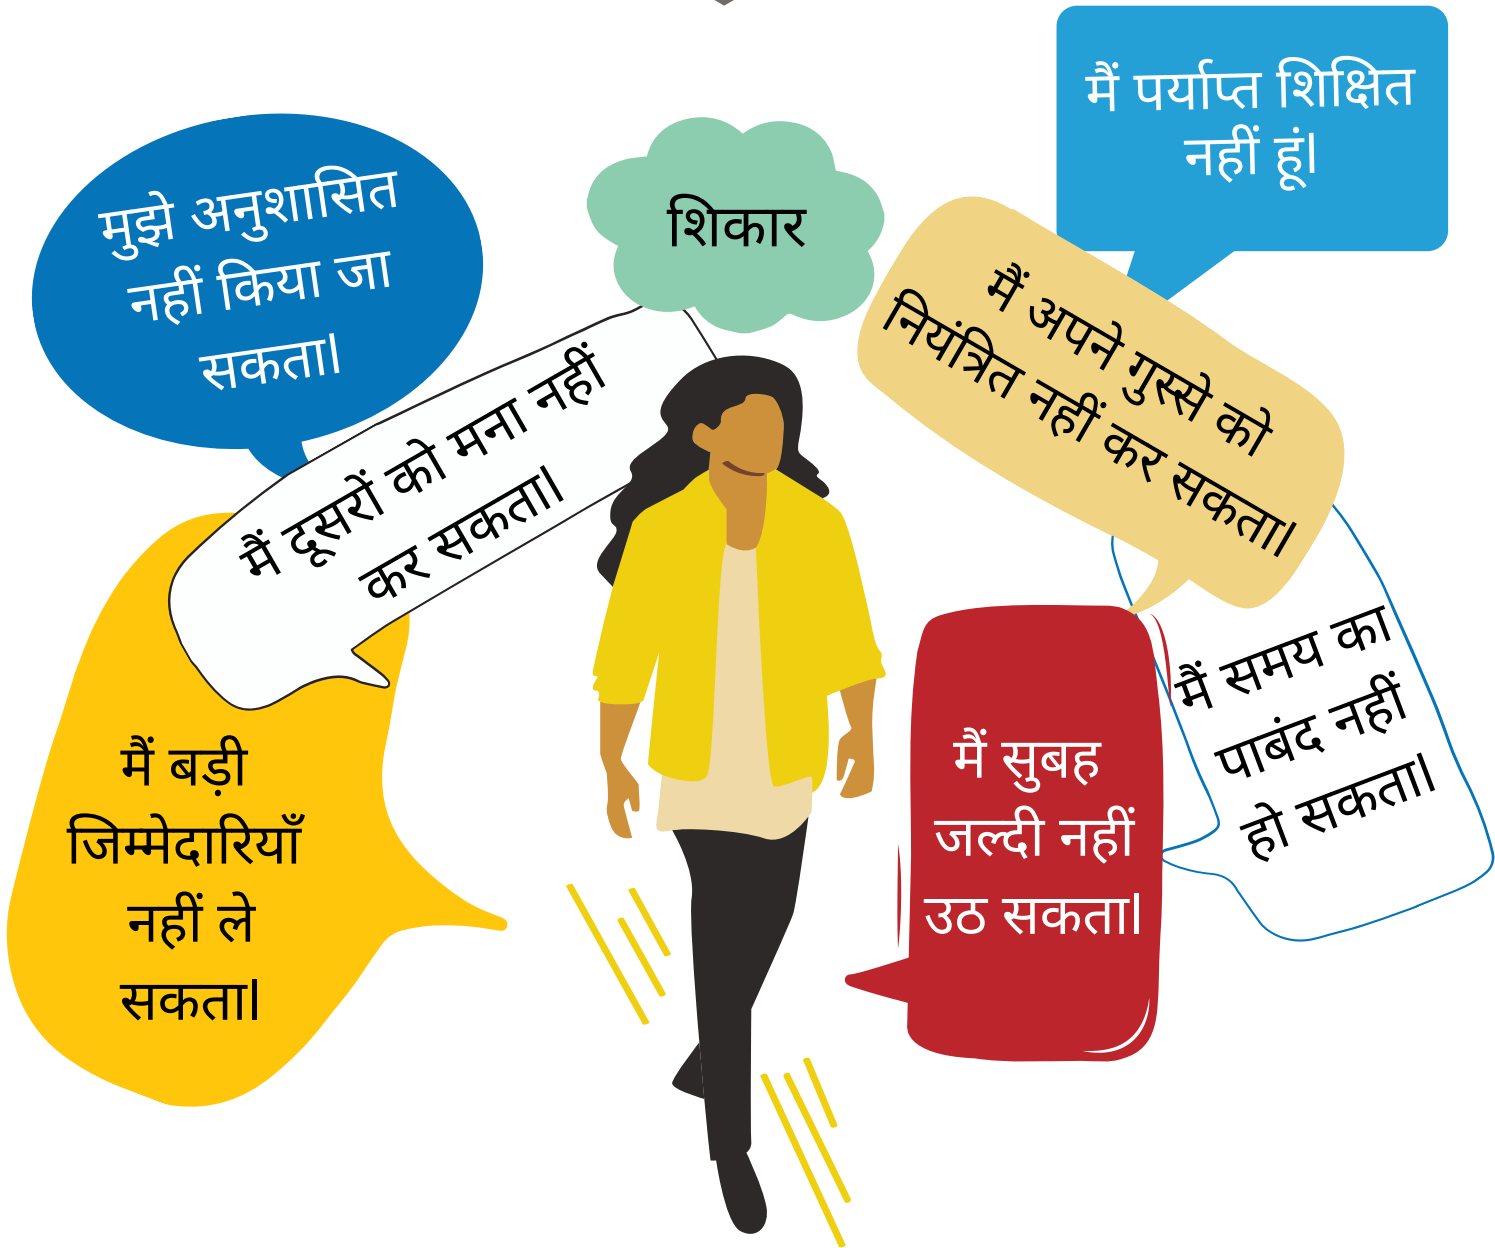 मैं पर्याप्त शिक्षित
नहीं हूं।
मुझे अनुशासित
नहीं किया जा
सकता।
शिकार
मैं अपने गुस्से को
नियंत्रित नहीं कर सकता।
मैं दूसरों को मना नहीं
कर सकता।
मैं समय का
पाबंद नहीं
हो सकता।
मैं बड़ी
जिम्मेदारियाँ
नहीं ले
सकता।
मैं सुबह
जल्दी नहीं
उठ सकता।